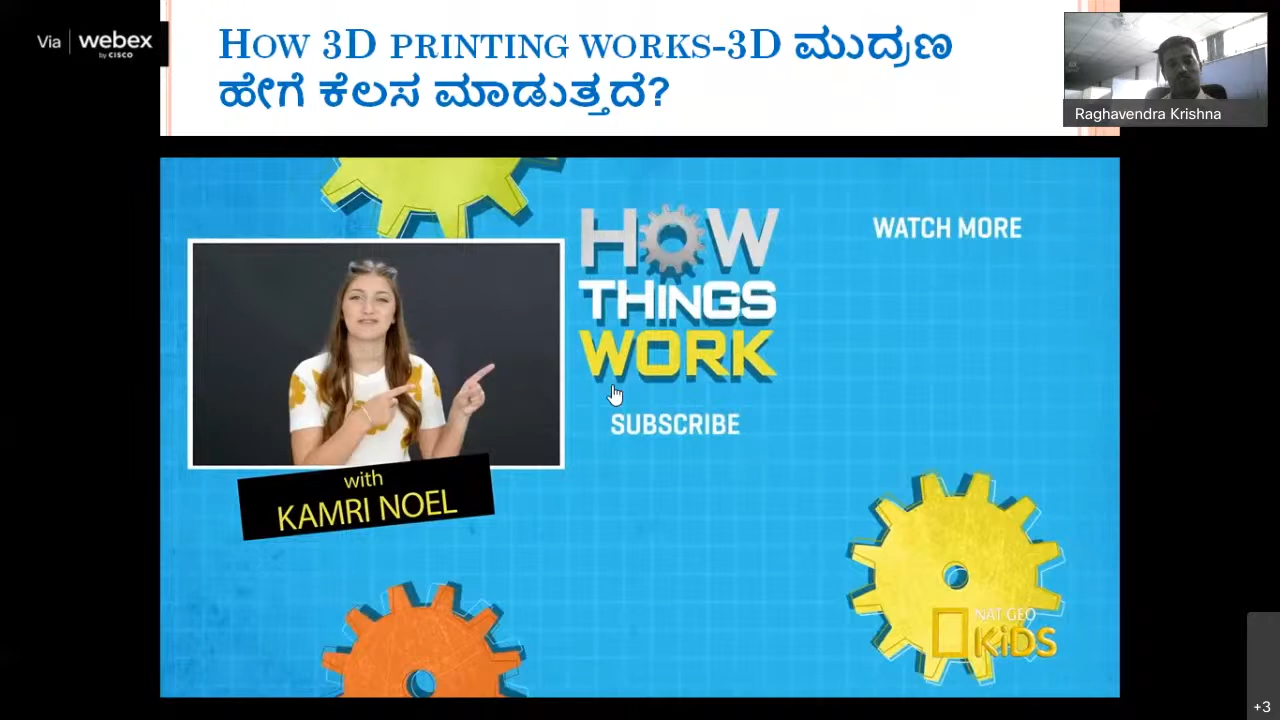 Via webex
by CISCO
HOW 3D PRINTING WORKS-3D ಮುದ್ರಣ
ಹೇಗೆ ಕೆಲಸ ಮಾಡುತ್ತದೆ?
Raghavendra Krishna
HOW
THINGS
WORK
WATCH MORE
SUBSCRIBE
with
KAMRI NOEL
NAT GEO
KiDS
+3